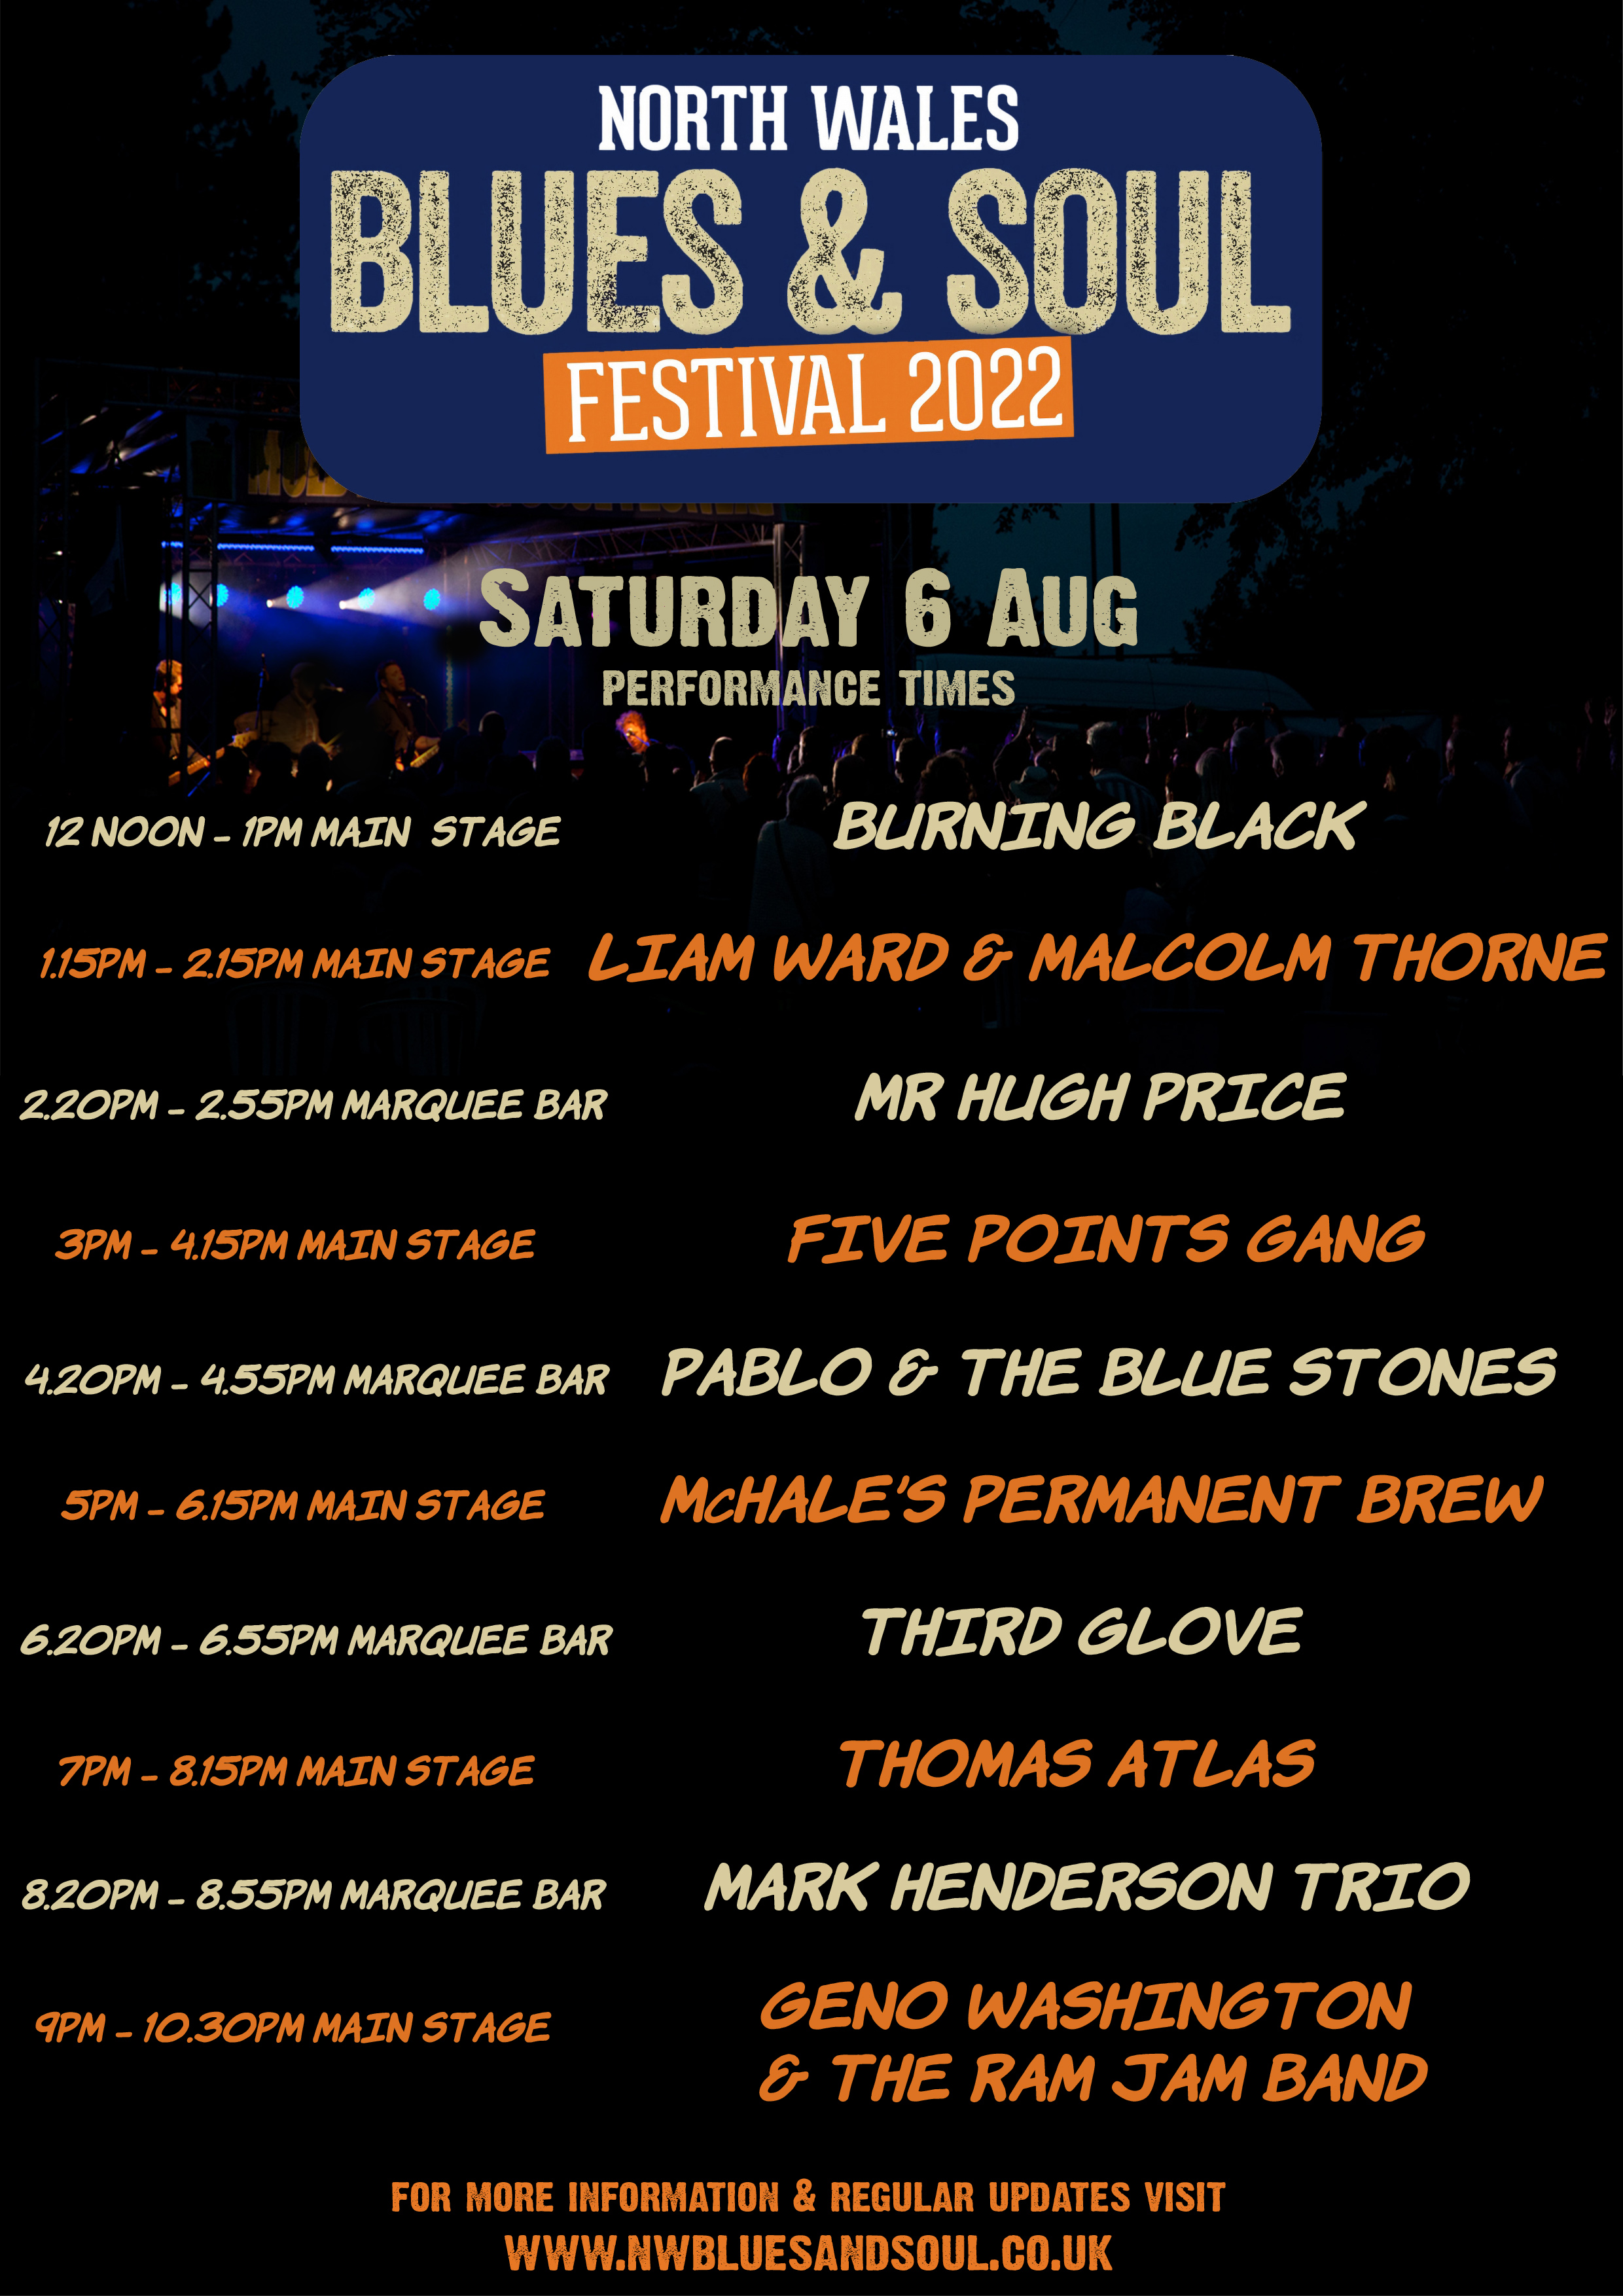 NORTH WALES
BLUES & SOUL
FESTIVAL 2022
SATURDAY 6 AUG
PERFORMANCE TIMES
12 NOON - 1PM MAIN STAGE BURNING BLACK
1.15PM - 2.15PM MAIN STAGE LIAM WARD & MALCOLM THORNE
2.20PM - 2.55PM MARQUEE BAR MR HUGH PRICE
3PM - 4.15PM MAIN STAGE FIVE POINTS GANG
4.20PM - 4.55PM MARQUEE BAR PABLO & THE BLUE STONES
5PM - 6.15PM MAIN STAGE McHALE'S PERMANENT BREW
6.20PM - 6.55PM MARQUEE BAR THIRD GLOVE
7PM - 8.15PM MAIN STAGE THOMAS ATLAS
8.20PM - 8.55PM MARQUEE BAR MARK HENDERSON TRIO
9PM - 10.30PM MAIN STAGE GENO WASHINGTON
& THE RAM JAM BAND
FOR MORE INFORMATION & REGULAR UPDATES VISIT
WWW.NWBLUESANDSOUL.CO.UK